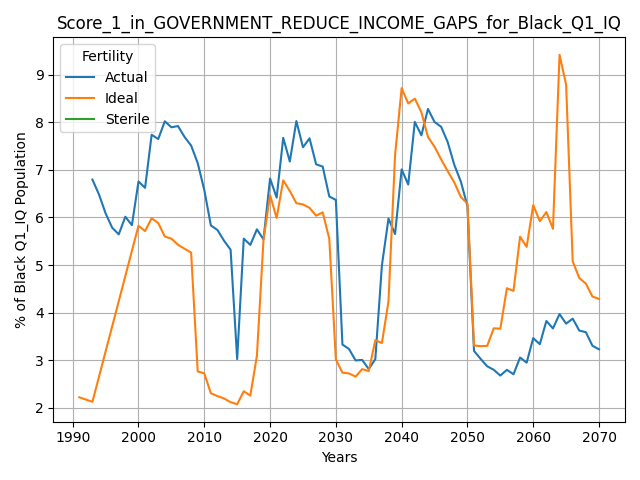 Score_1_in_GOVERNMENT_REDUCE_INCOME_GAPS_for_Black_Q1_IQ
Fertility
Actual
Ideal
Sterile
% of Black Q1_IQ Population
9
8
7
6
5
4
3
2
1990 2000 2010 2020 2030 2040 2050 2060 2070
Years